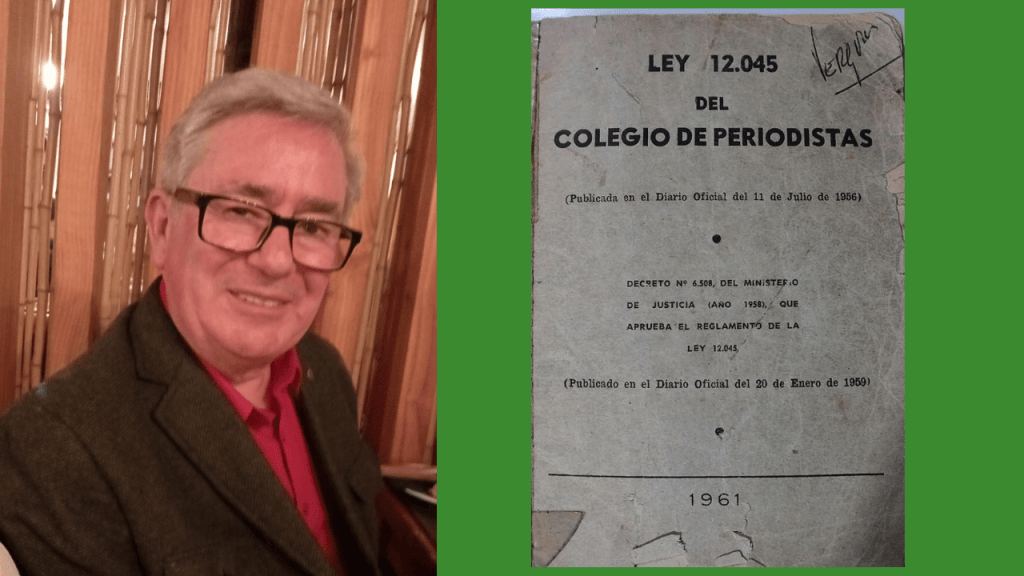 LEY 12.045
DEL
COLEGIO DE PERIODISTAS
(Publicada en el Diario Oficial del 11 de Julio de 1956)
DECRETO Nº 6.508, DEL MINISTERIO
DE JUSTICIA (AÑO 1958), QUE
APRUEBA EL REGLAMENTO DE LA
LEY 12.045.
(Publicado en el Diario Oficial del 20 de Enero de 1959)
1961